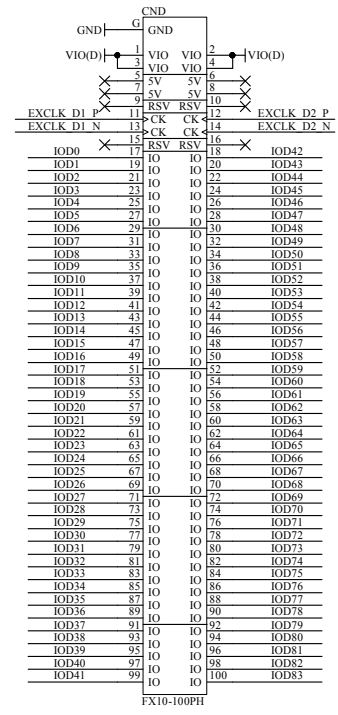 CND
GND G GND
VIO(D) 1 VIO VIO 2 VIO(D)
3 VIO VIO 4
5 5V 5V 6
7 5V 5V 8
9 RSV RSV 10
EXCLK_D1_P 11 CK CK 12 EXCLK_D2_P
EXCLK_D1_N 13 CK CK 14 EXCLK_D2_N
15 RSV RSV 16
IOD0 17 IO IO 18 IOD42
IOD1 19 IO IO 20 IOD43
IOD2 21 IO IO 22 IOD44
IOD3 23 IO IO 24 IOD45
IOD4 25 IO IO 26 IOD46
IOD5 27 IO IO 28 IOD47
IOD6 29 IO IO 30 IOD48
IOD7 31 IO IO 32 IOD49
IOD8 33 IO IO 34 IOD50
IOD9 35 IO IO 36 IOD51
IOD10 37 IO IO 38 IOD52
IOD11 39 IO IO 40 IOD53
IOD12 41 IO IO 42 IOD54
IOD13 43 IO IO 44 IOD55
IOD14 45 IO IO 46 IOD56
IOD15 47 IO IO 48 IOD57
IOD16 49 IO IO 50 IOD58
IOD17 51 IO IO 52 IOD59
IOD18 53 IO IO 54 IOD60
IOD19 55 IO IO 56 IOD61
IOD20 57 IO IO 58 IOD62
IOD21 59 IO IO 60 IOD63
IOD22 61 IO IO 62 IOD64
IOD23 63 IO IO 64 IOD65
IOD24 65 IO IO 66 IOD66
IOD25 67 IO IO 68 IOD67
IOD26 69 IO IO 70 IOD68
IOD27 71 IO IO 72 IOD69
IOD28 73 IO IO 74 IOD70
IOD29 75 IO IO 76 IOD71
IOD30 77 IO IO 78 IOD72
IOD31 79 IO IO 80 IOD73
IOD32 81 IO IO 82 IOD74
IOD33 83 IO IO 84 IOD75
IOD34 85 IO IO 86 IOD76
IOD35 87 IO IO 88 IOD77
IOD36 89 IO IO 90 IOD78
IOD37 91 IO IO 92 IOD79
IOD38 93 IO IO 94 IOD80
IOD39 95 IO IO 96 IOD81
IOD40 97 IO IO 98 IOD82
IOD41 99 IO IO 100 IOD83
FX10-100PH